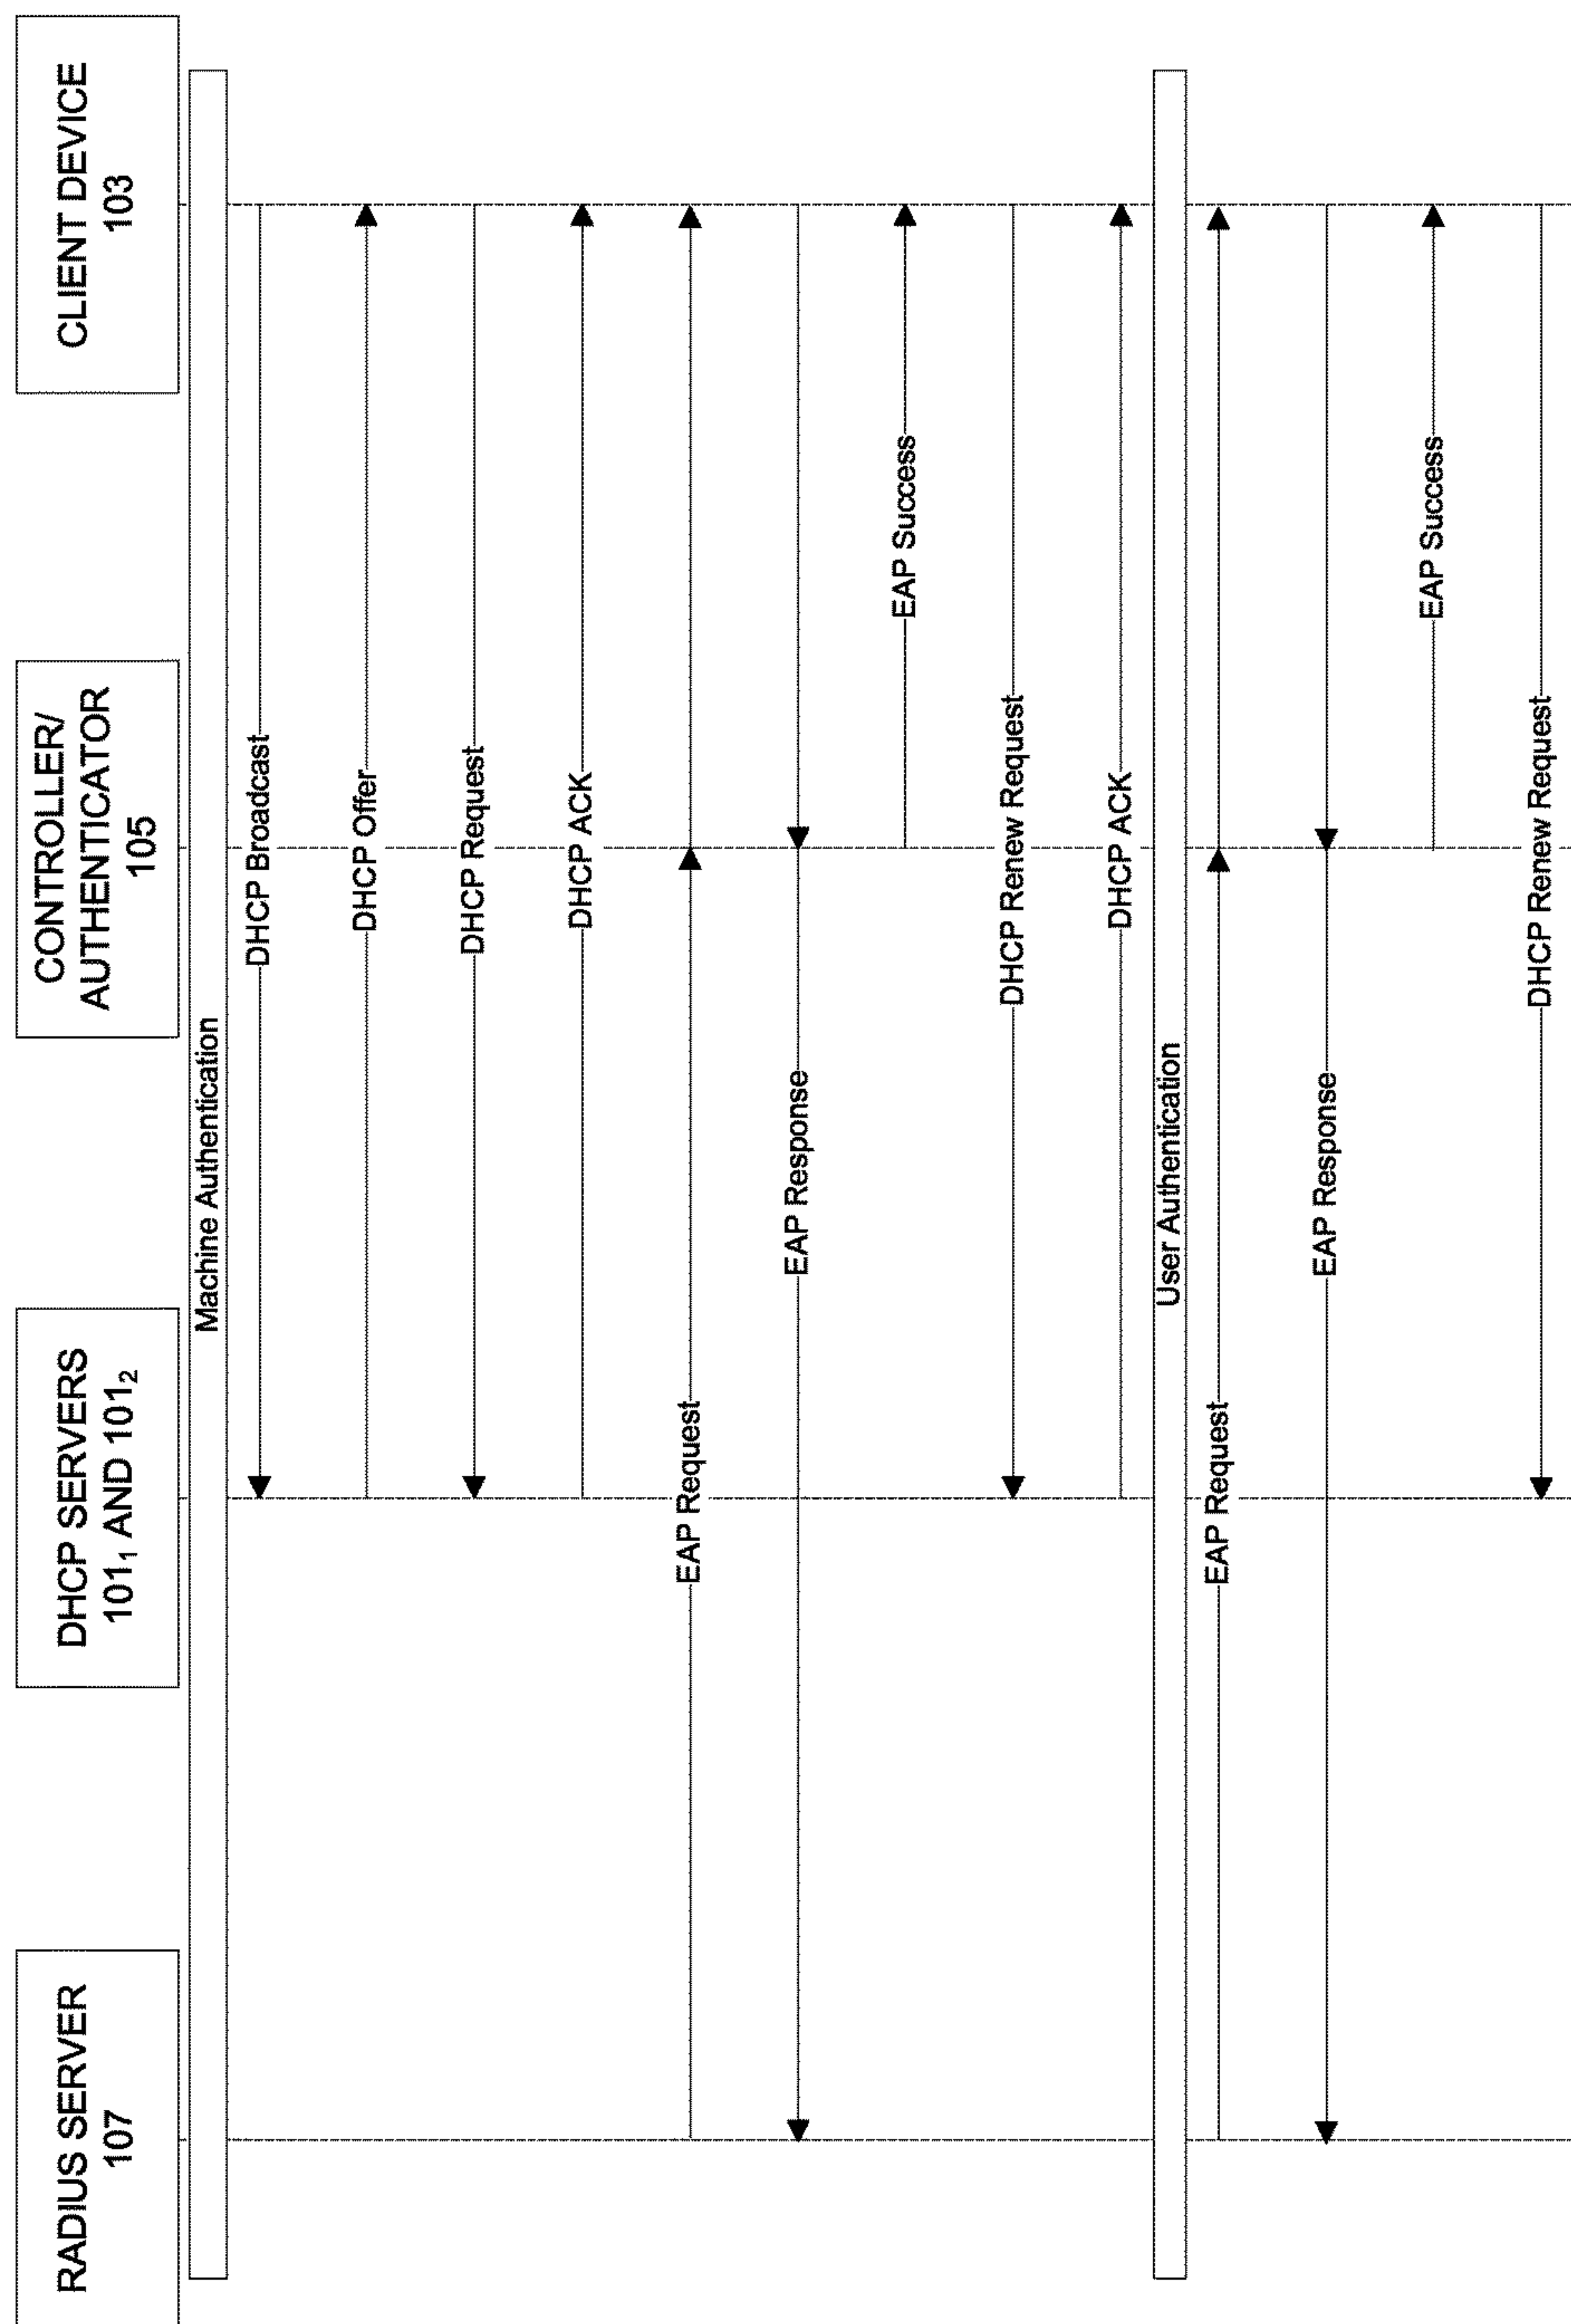 RADIUS SERVER
107
DHCP SERVERS
101₁ AND 101₂
CONTROLLER/
AUTHENTICATOR
105
CLIENT DEVICE
103
Machine Authentication
DHCP Broadcast
DHCP Offer
DHCP Request
DHCP ACK
EAP Request
EAP Response
EAP Success
DHCP Renew Request
DHCP ACK
User Authentication
EAP Request
EAP Response
EAP Success
DHCP Renew Request